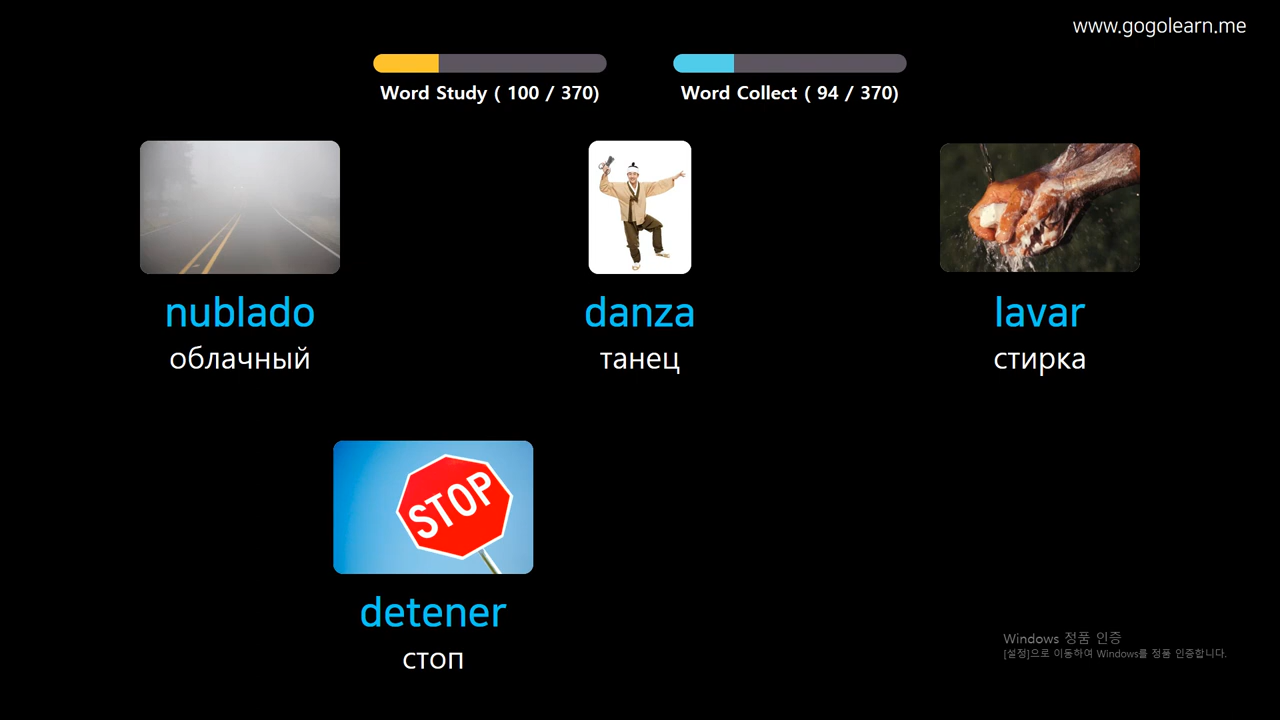 www.gogolearn.me
Word Study ( 100 / 370)
Word Collect ( 94 / 370)
nublado
облачный
danza
танец
lavar
стирка
STOP
detener
стоп
Windows 정품 인증
[설정]으로 이동하여 Windows를 정품 인증합니다.